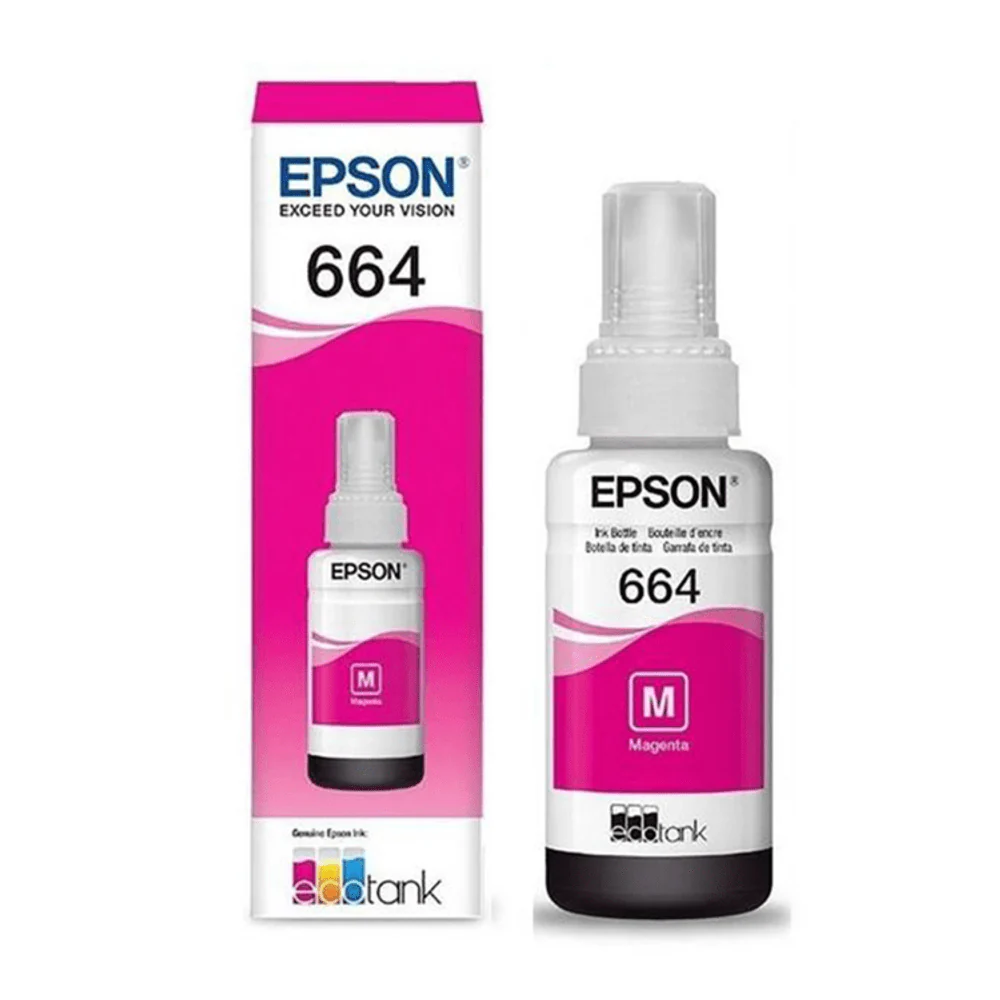 EPSON®
EXCEED YOUR VISION
664
EPSON®
M
Magenta
Genuine Epson Ink:
ecotank
EPSON®
Ink Bottle Bouteille d'encre
Botella de tinta Garrafa de tinta
664
M
Magenta
ecotank